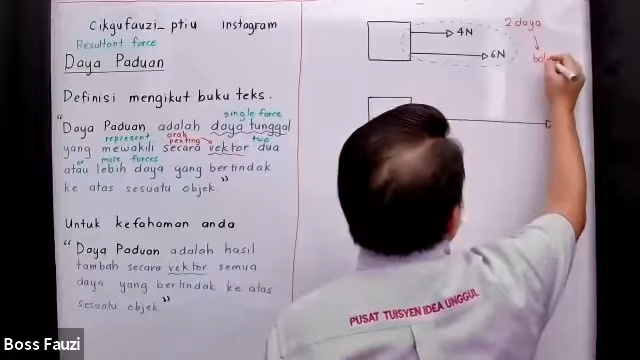 Cikgufauzi_ptiu instagram
Resultant force
Daya Paduan
Definisi mengikut buku teks.
single force
"Daya Paduan adalah daya tunggal
represent arah penting two
yang mewakili secara vektor dua
or more forces
atau lebih daya yang bertindak
ke atas sesuatu objek."
Untuk kefahaman anda
"Daya Paduan adalah hasil
tambah secara vektor semua
daya yang bertindak ke atas
sesuatu objek"
2 daya
4N
6N
PUSAT TUISYEN IDEA UNGGUL
Boss Fauzi